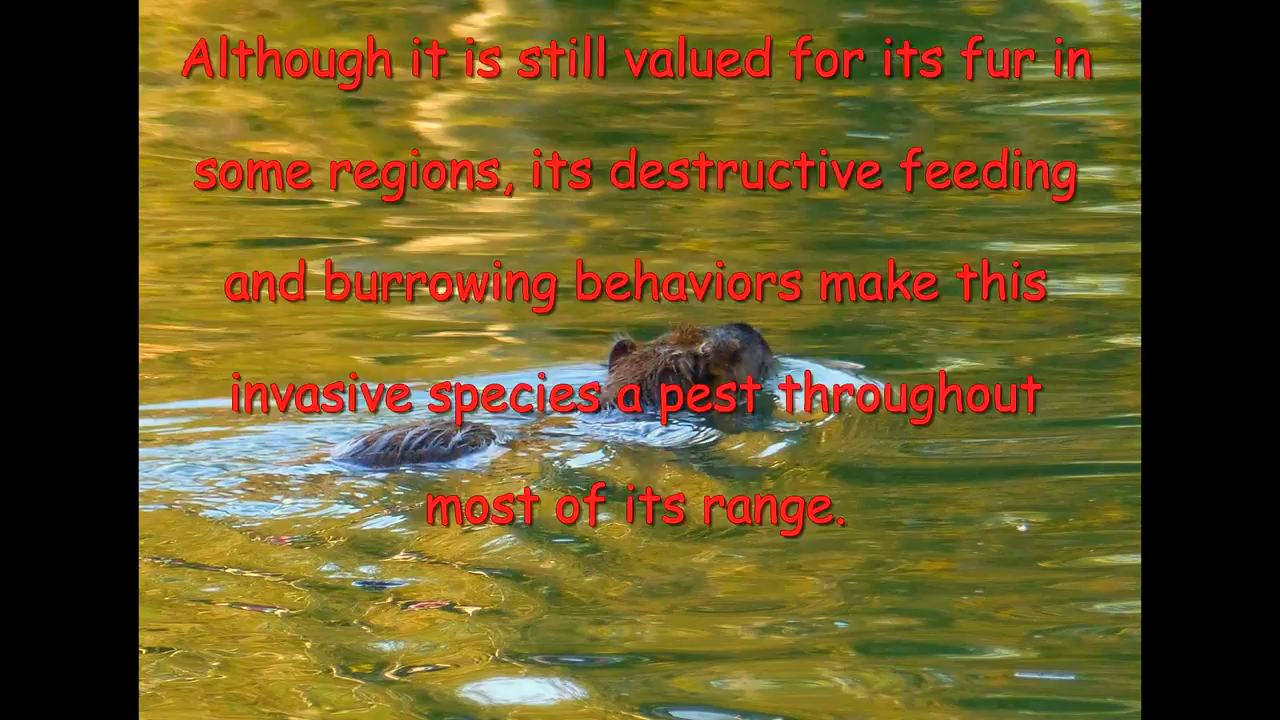 Although it is still valued for its fur in
some regions, its destructive feeding
and burrowing behaviors make this
invasive species a pest throughout
most of its range.